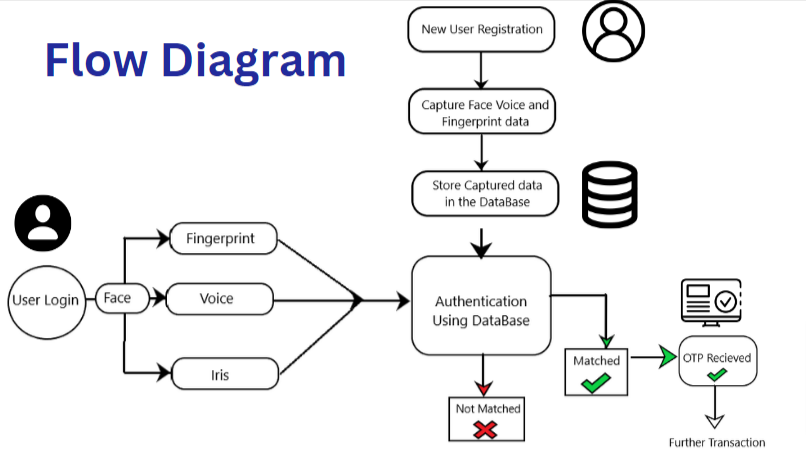 Flow Diagram
New User Registration
Capture Face Voice and
Fingerprint data
Store Captured data
in the DataBase
User Login
Face
Fingerprint
Voice
Iris
Authentication
Using DataBase
Matched
Not Matched
OTP Recieved
Further Transaction